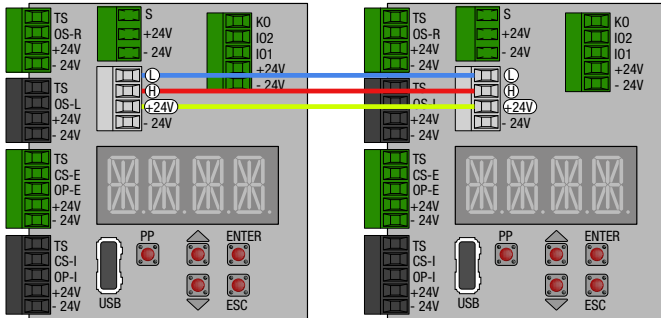 TS
OS-R
+24V
- 24V
TS
OS-L
+24V
- 24V
TS
CS-E
OP-E
+24V
- 24V
TS
CS-I
OP-I
+24V
- 24V
S
+24V
- 24V
KO
IO2
IO1
+24V
- 24V
L
H
+24V
- 24V
PP
ENTER
USB
ESC
TS
OS-R
+24V
- 24V
TS
+24V
- 24V
TS
CS-E
OP-E
+24V
- 24V
TS
CS-I
OP-I
+24V
- 24V
S
+24V
- 24V
KO
IO2
IO1
+24V
- 24V
L
H
+24V
- 24V
PP
ENTER
USB
ESC